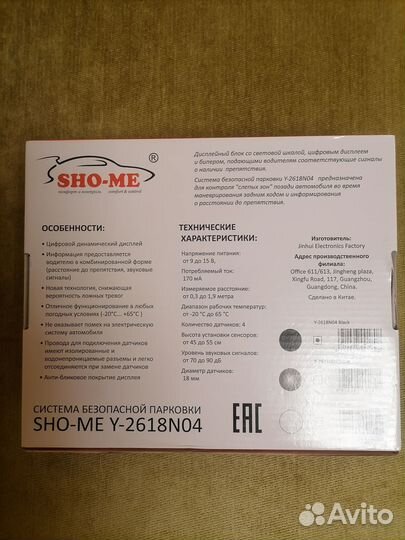 SHO-ME ®
комфорт и контроль comfort & control
Дисплейный блок со световой шкалой, цифровым дисплеем
и бипером, подающими водителям соответствующие сигналы
о наличии препятствия.
Система безопасной парковки Y-2618N04 предназначена
для контроля "слепых зон" позади автомобиля во время
маневрирования задним ходом и информирования
о расстоянии до препятствия.
ОСОБЕННОСТИ:
• Цифровой динамический дисплей
• Информация предоставляется
водителю в комбинированной форме
(расстояние до препятствия, звуковые
сигналы)
• Новая технология, снижающая
вероятность ложных тревог
• Отличное функционирование в любых
погодных условиях (-20°C... +65°C )
• Не оказывает помех на электрическую
систему автомобиля
• Провода для подключения датчиков
имеют изолированные и
водонепроницаемые разъемы и легко
отсоединяются при замене датчиков
• Анти-бликовое покрытие дисплея
ТЕХНИЧЕСКИЕ
ХАРАКТЕРИСТИКИ:
Напряжение питания:
от 9 до 15 В,
Потребляемый ток:
170 мА
Измеряемое расстояние:
от 0,3 до 1,9 метра
Диапазон рабочих температур:
от -20 °C до 65 °C
Количество датчиков: 4
Высота установки сенсоров:
от 45 до 55 см
Уровень звуковых сигналов:
от 70 до 90 дБ
Диаметр датчиков:
18 мм
Изготовитель:
Jinhui Electronics Factory
Адрес производственного
филиала:
Office 611/613, Jingheng plaza,
Xingang Road, 117, Guangzhou,
Guangdong, China.
Сделано в Китае.
Y-2618N04 Black
СИСТЕМА БЕЗОПАСНОЙ ПАРКОВКИ
SHO-ME Y-2618N04
EAC
Avito